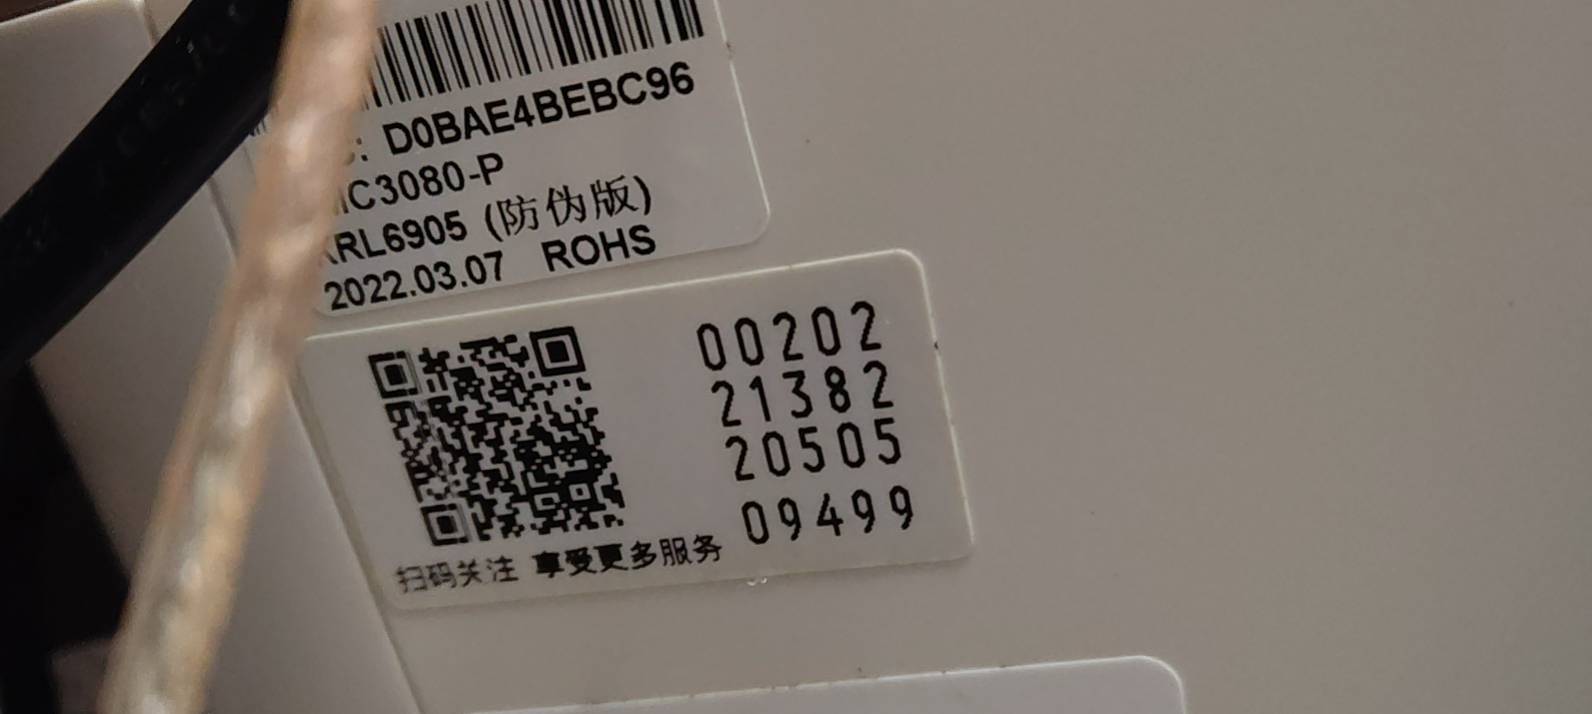 : D0BAE4BEBC96
C3080-P
RL6905 (防伪版)
2022.03.07 ROHS
00202
21382
20505
09499
扫码关注 享受更多服务